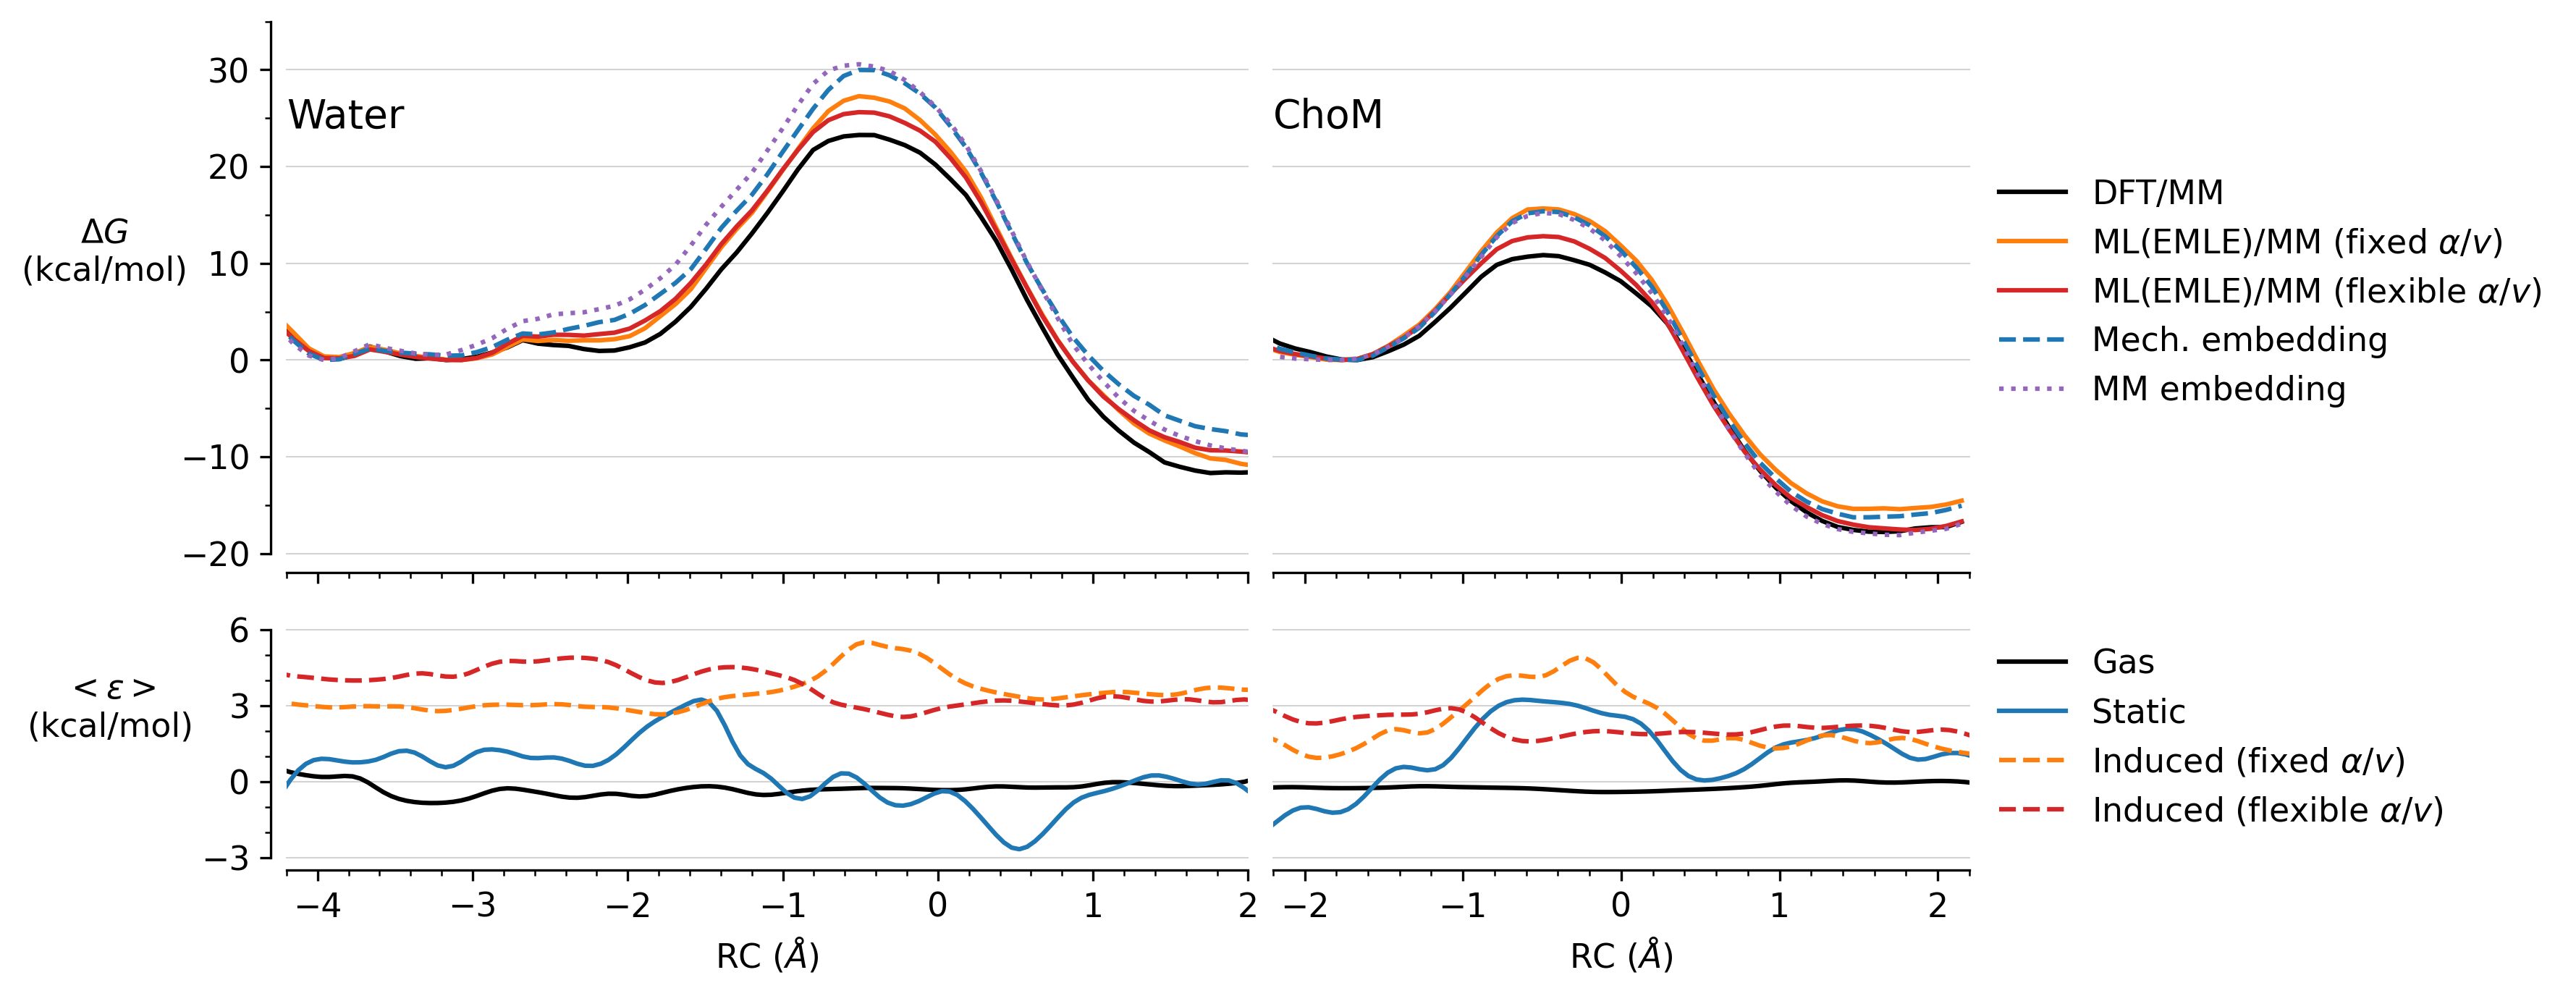 Water
ChoM
ΔG
(kcal/mol)
30
20
10
0
−10
−20
DFT/MM
ML(EMLE)/MM (fixed α/v)
ML(EMLE)/MM (flexible α/v)
Mech. embedding
MM embedding
< ε >
(kcal/mol)
6
3
0
−3
Gas
Static
Induced (fixed α/v)
Induced (flexible α/v)
−4 −3 −2 −1 0 1 2
−2 −1 0 1 2
RC (Å)
RC (Å)